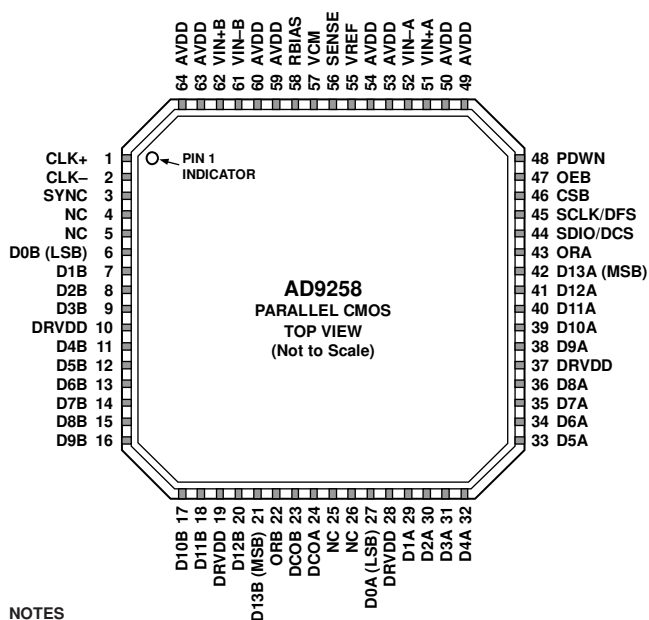 64 AVDD
63 AVDD
62 VIN+B
61 VIN–B
60 AVDD
59 AVDD
58 RBIAS
57 VCM
56 SENSE
55 VREF
54 AVDD
53 AVDD
52 VIN–A
51 VIN+A
50 AVDD
49 AVDD
CLK+ 1
CLK– 2
SYNC 3
NC 4
NC 5
D0B (LSB) 6
D1B 7
D2B 8
D3B 9
DRVDD 10
D4B 11
D5B 12
D6B 13
D7B 14
D8B 15
D9B 16
PIN 1
INDICATOR
AD9258
PARALLEL CMOS
TOP VIEW
(Not to Scale)
48 PDWN
47 OEB
46 CSB
45 SCLK/DFS
44 SDIO/DCS
43 ORA
42 D13A (MSB)
41 D12A
40 D11A
39 D10A
38 D9A
37 DRVDD
36 D8A
35 D7A
34 D6A
33 D5A
D10B 17
D11B 18
DRVDD 19
D12B 20
D13B (MSB) 21
ORB 22
DCOB 23
DCOA 24
NC 25
NC 26
D0A (LSB) 27
DRVDD 28
D1A 29
D2A 30
D3A 31
D4A 32
NOTES